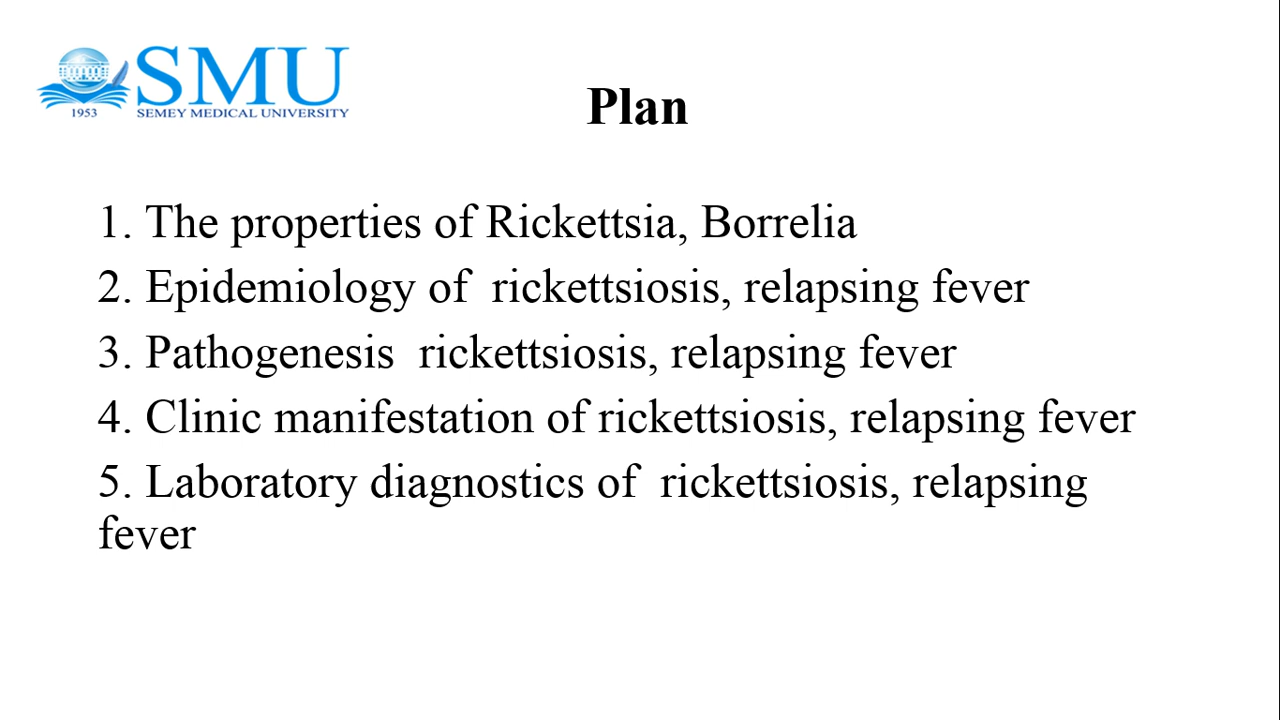 SMU
1953 SEMEY MEDICAL UNIVERSITY
Plan
1. The properties of Rickettsia, Borrelia
2. Epidemiology of  rickettsiosis, relapsing fever
3. Pathogenesis  rickettsiosis, relapsing fever
4. Clinic manifestation of rickettsiosis, relapsing fever
5. Laboratory diagnostics of  rickettsiosis, relapsing
fever